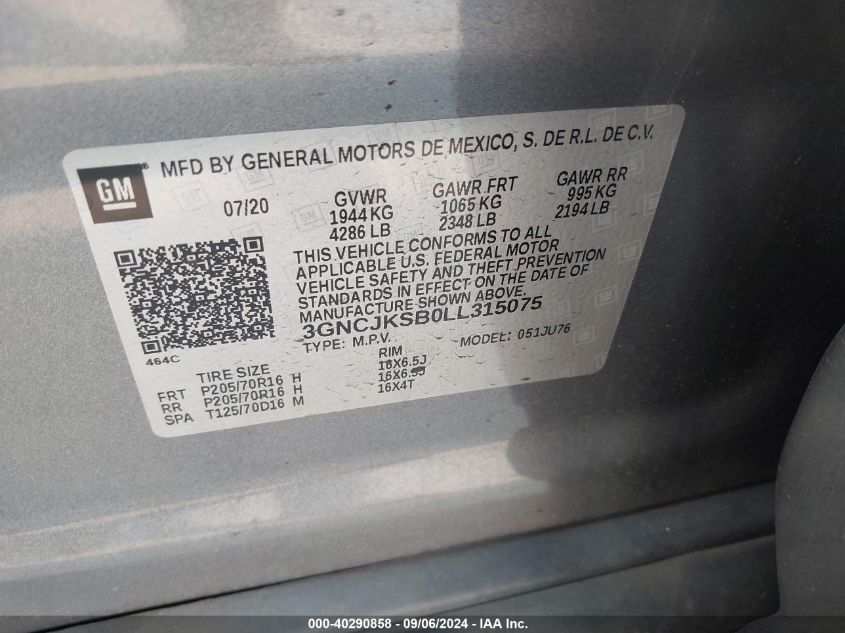 GM
MFD BY GENERAL MOTORS DE MEXICO, S. DE R.L. DE C.V.
07/20 GVWR GAWR FRT GAWR RR
1944 KG 1065 KG 995 KG
4286 LB 2348 LB 2194 LB
THIS VEHICLE CONFORMS TO ALL
APPLICABLE U.S. FEDERAL MOTOR
VEHICLE SAFETY AND THEFT PREVENTION
STANDARDS IN EFFECT ON THE DATE OF
MANUFACTURE SHOWN ABOVE.
3GNCJKSB0LL315075
TYPE: M.P.V. MODEL: 051JU76
464C
TIRE SIZE RIM
FRT P205/70R16 H 16X6.5J
RR P205/70R16 H 16X6.5J
SPA T125/70D16 M 16X4T
000-40290858 - 09/06/2024 - IAA Inc.